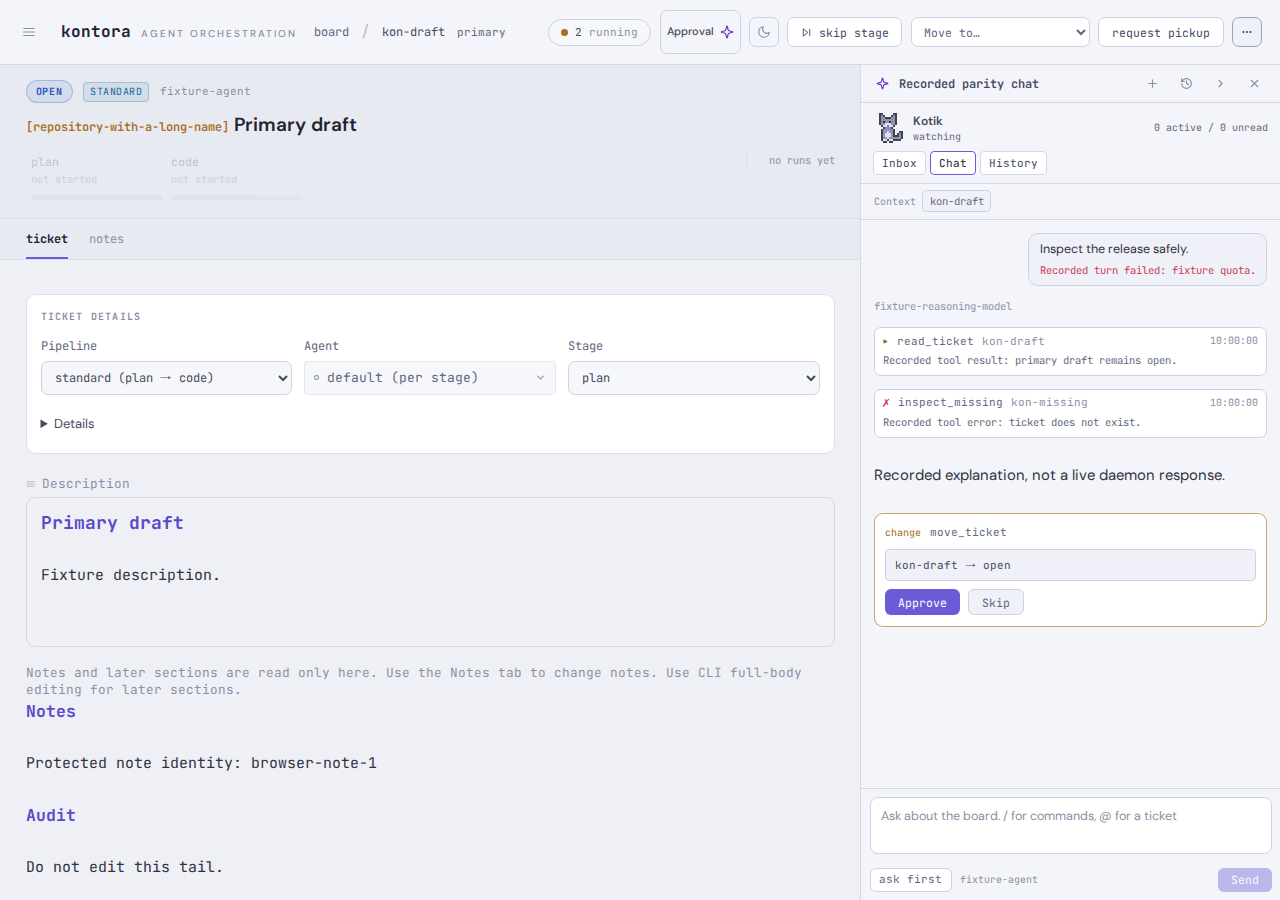 kontora AGENT ORCHESTRATION board / kon-draft primary 2 running Approval skip stage Move to… request pickup ···
OPEN STANDARD fixture-agent
[repository-with-a-long-name] Primary draft
plan code no runs yet
not started not started
ticket notes
TICKET DETAILS
Pipeline Agent Stage
standard (plan → code) default (per stage) plan
Details
Description
Primary draft
Fixture description.
Notes and later sections are read only here. Use the Notes tab to change notes. Use CLI full-body
editing for later sections.
Notes
Protected note identity: browser-note-1
Audit
Do not edit this tail.
Recorded parity chat
Kotik
watching
0 active / 0 unread
Inbox Chat History
Context kon-draft
Inspect the release safely.
Recorded turn failed: fixture quota.
fixture-reasoning-model
read_ticket kon-draft 10:00:00
Recorded tool result: primary draft remains open.
✗ inspect_missing kon-missing 10:00:00
Recorded tool error: ticket does not exist.
Recorded explanation, not a live daemon response.
change move_ticket
kon-draft → open
Approve Skip
Ask about the board. / for commands, @ for a ticket
ask first fixture-agent Send